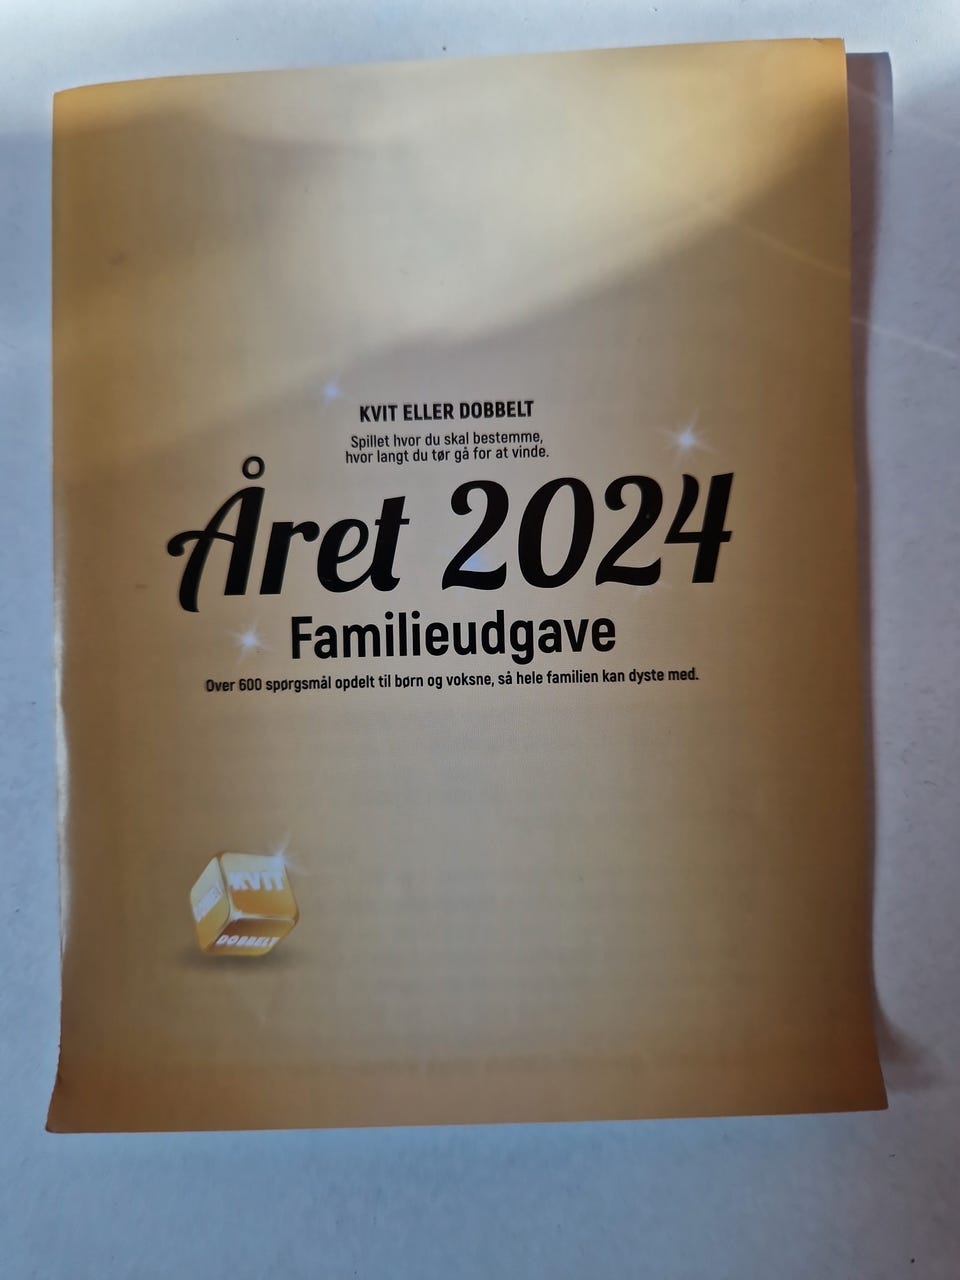 KVIT ELLER DOBBELT
Spillet hvor du skal bestemme,
hvor langt du tør gå for at vinde.
Året 2024
Familieudgave
Over 600 spørgsmål opdelt til børn og voksne, så hele familien kan dyste med.
KVIT
DOBBELT